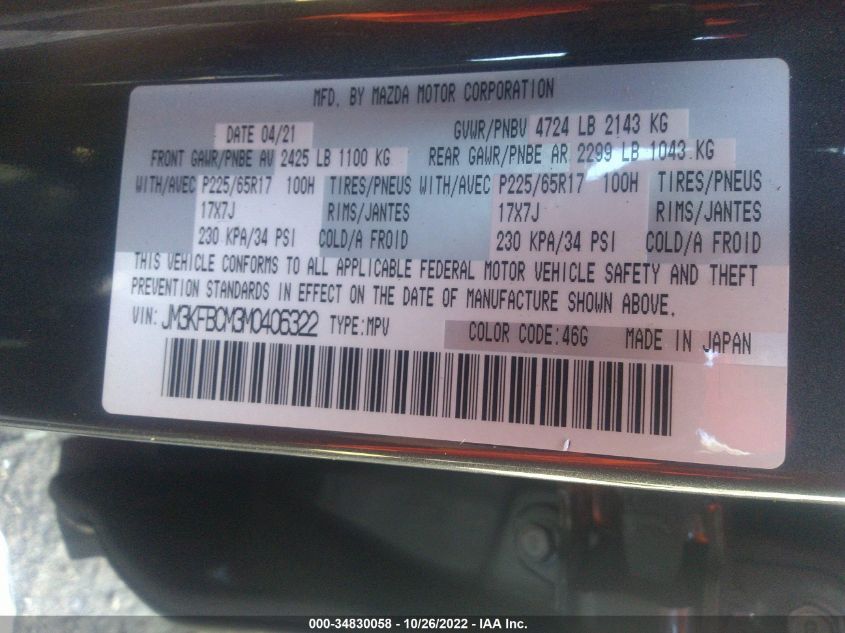 MFD. BY MAZDA MOTOR CORPORATION
DATE 04/21 GVWR/PNBV 4724 LB 2143 KG
FRONT GAWR/PNBE AV 2425 LB 1100 KG REAR GAWR/PNBE AR 2299 LB 1043 KG
WITH/AVEC P225/65R17 100H TIRES/PNEUS WITH/AVEC P225/65R17 100H TIRES/PNEUS
17X7J RIMS/JANTES 17X7J RIMS/JANTES
230 KPA/34 PSI COLD/A FROID 230 KPA/34 PSI COLD/A FROID
THIS VEHICLE CONFORMS TO ALL APPLICABLE FEDERAL MOTOR VEHICLE SAFETY AND THEFT
PREVENTION STANDARDS IN EFFECT ON THE DATE OF MANUFACTURE SHOWN ABOVE.
VIN: JM3KFBCM3M0406322 TYPE:MPV COLOR CODE:46G MADE IN JAPAN
000-34830058 - 10/26/2022 - IAA Inc.